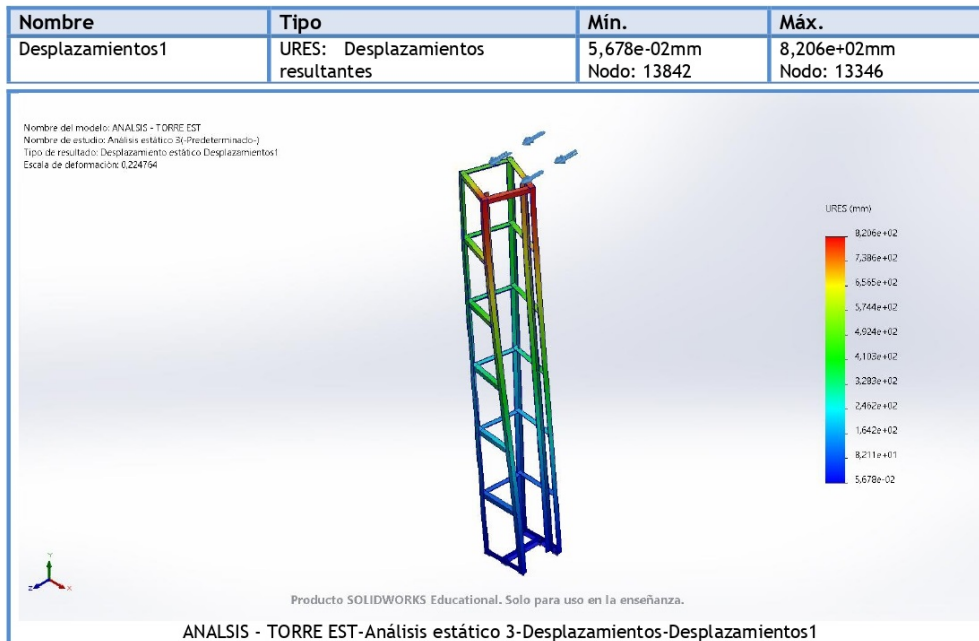 Nombre Tipo Mín. Máx.
Desplazamientos1 URES: Desplazamientos 5,678e-02mm 8,206e+02mm
resultantes Nodo: 13842 Nodo: 13346
Nombre del modelo: ANALSIS - TORRE EST
Nombre de estudio: Análisis estático 3(-Predeterminado-)
Tipo de resultado: Desplazamiento estático Desplazamientos1
Escala de deformación: 0,224764
URES (mm)
8,206e+02
7,386e+02
6,565e+02
5,744e+02
4,924e+02
4,103e+02
3,283e+02
2,462e+02
1,642e+02
8,211e+01
5,678e-02
Y
Z
X
Producto SOLIDWORKS Educational. Solo para uso en la enseñanza.
ANALSIS - TORRE EST-Análisis estático 3-Desplazamientos-Desplazamientos1